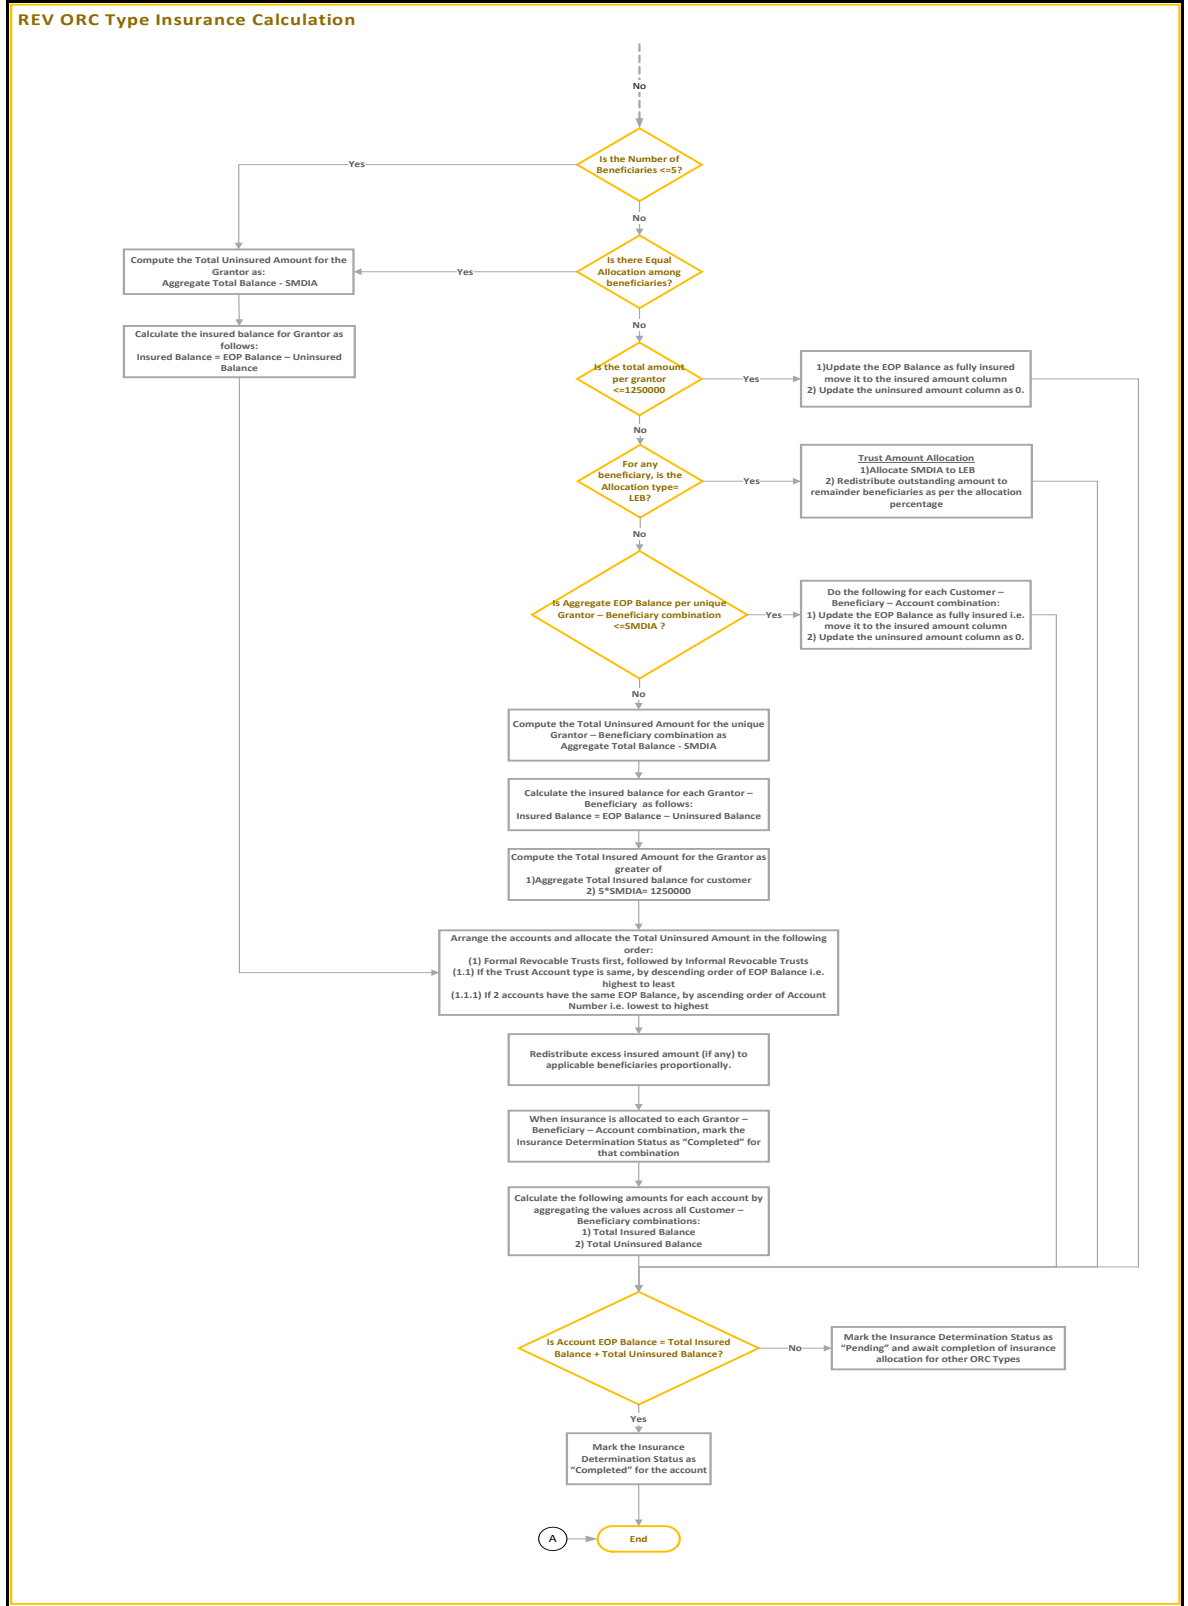 REV ORC Type Insurance Calculation
No
Is the Number of
Beneficiaries <=5?
Yes
No
Is there Equal
Allocation among
beneficiaries?
Yes
Compute the Total Uninsured Amount for the
Grantor as:
Aggregate Total Balance - SMDIA
Calculate the insured balance for Grantor as
follows:
Insured Balance = EOP Balance – Uninsured
Balance
No
Is the total amount
per grantor
<=1250000
Yes
1)Update the EOP Balance as fully insured
move it to the insured amount column
2) Update the uninsured amount column as 0.
No
For any
beneficiary, is the
Allocation type=
LEB?
Yes
Trust Amount Allocation
1)Allocate SMDIA to LEB
2) Redistribute outstanding amount to
remainder beneficiaries as per the allocation
percentage
No
Is Aggregate EOP Balance per unique
Grantor – Beneficiary combination
<=SMDIA ?
Yes
Do the following for each Customer –
Beneficiary – Account combination:
1) Update the EOP Balance as fully insured i.e.
move it to the insured amount column
2) Update the uninsured amount column as 0.
No
Compute the Total Uninsured Amount for the unique
Grantor – Beneficiary combination as
Aggregate Total Balance - SMDIA
Calculate the insured balance for each Grantor –
Beneficiary as follows:
Insured Balance = EOP Balance – Uninsured Balance
Compute the Total Insured Amount for the Grantor as
greater of
1)Aggregate Total Insured balance for customer
2) 5*SMDIA= 1250000
Arrange the accounts and allocate the Total Uninsured Amount in the following
order:
(1) Formal Revocable Trusts first, followed by Informal Revocable Trusts
(1.1) If the Trust Account type is same, by descending order of EOP Balance i.e.
highest to least
(1.1.1) If 2 accounts have the same EOP Balance, by ascending order of Account
Number i.e. lowest to highest
Redistribute excess insured amount (if any) to
applicable beneficiaries proportionally.
When insurance is allocated to each Grantor –
Beneficiary – Account combination, mark the
Insurance Determination Status as “Completed” for
that combination
Calculate the following amounts for each account by
aggregating the values across all Customer –
Beneficiary combinations:
1) Total Insured Balance
2) Total Uninsured Balance
Is Account EOP Balance = Total Insured
Balance + Total Uninsured Balance?
No
Mark the Insurance Determination Status as
“Pending” and await completion of insurance
allocation for other ORC Types
Yes
Mark the Insurance
Determination Status as
“Completed” for the account
A
End